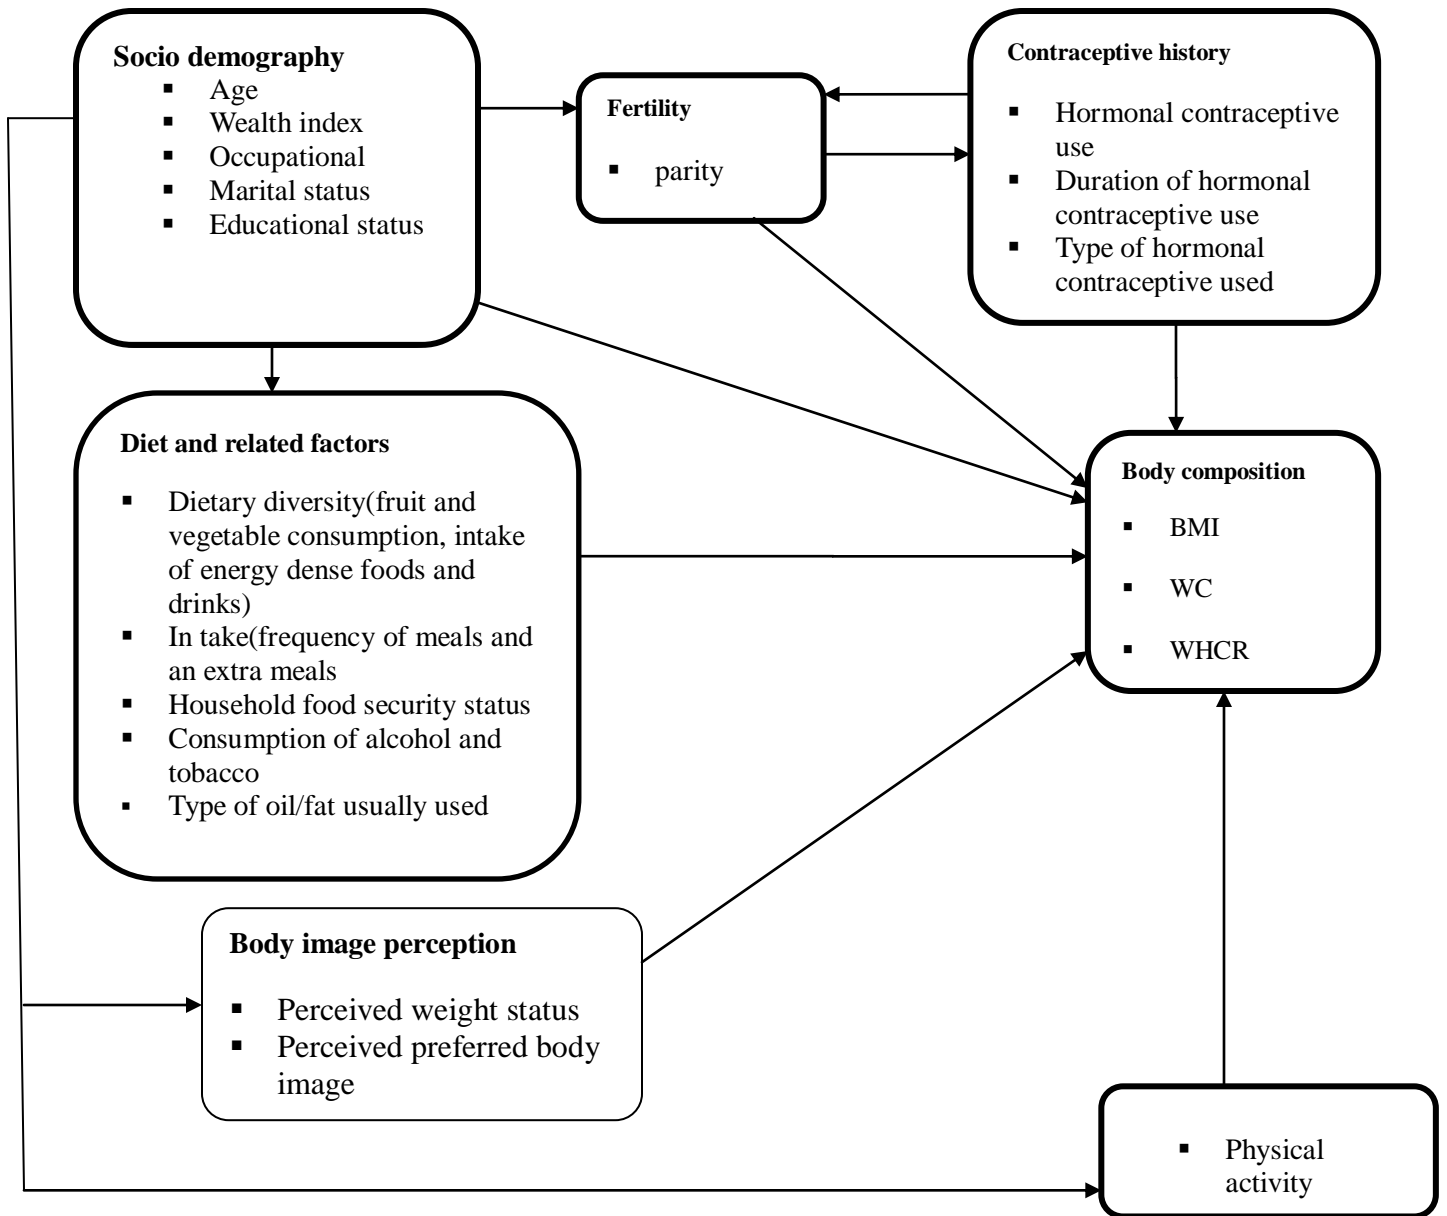 Socio demography
▪ Age
▪ Wealth index
▪ Occupational
▪ Marital status
▪ Educational status
Fertility
▪ parity
Contraceptive history
▪ Hormonal contraceptive
use
▪ Duration of hormonal
contraceptive use
▪ Type of hormonal
contraceptive used
Diet and related factors
▪ Dietary diversity(fruit and
vegetable consumption, intake
of energy dense foods and
drinks)
▪ In take(frequency of meals and
an extra meals
▪ Household food security status
▪ Consumption of alcohol and
tobacco
▪ Type of oil/fat usually used
Body composition
▪ BMI
▪ WC
▪ WHCR
Body image perception
▪ Perceived weight status
▪ Perceived preferred body
image
▪ Physical
activity